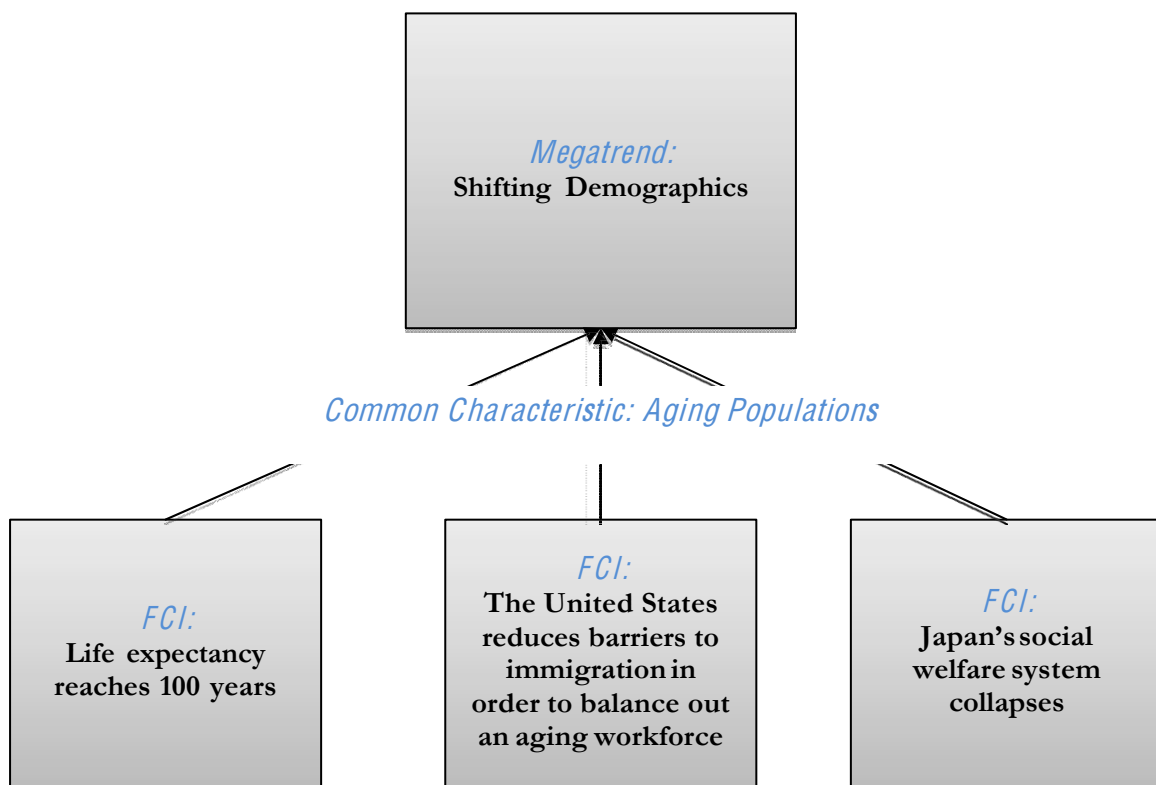 Megatrend:
Shifting Demographics
Common Characteristic: Aging Populations
FCI:
Life expectancy
reaches 100 years
FCI:
The United States
reduces barriers to
immigration in
order to balance out
an aging workforce
FCI:
Japan’s social
welfare system
collapses